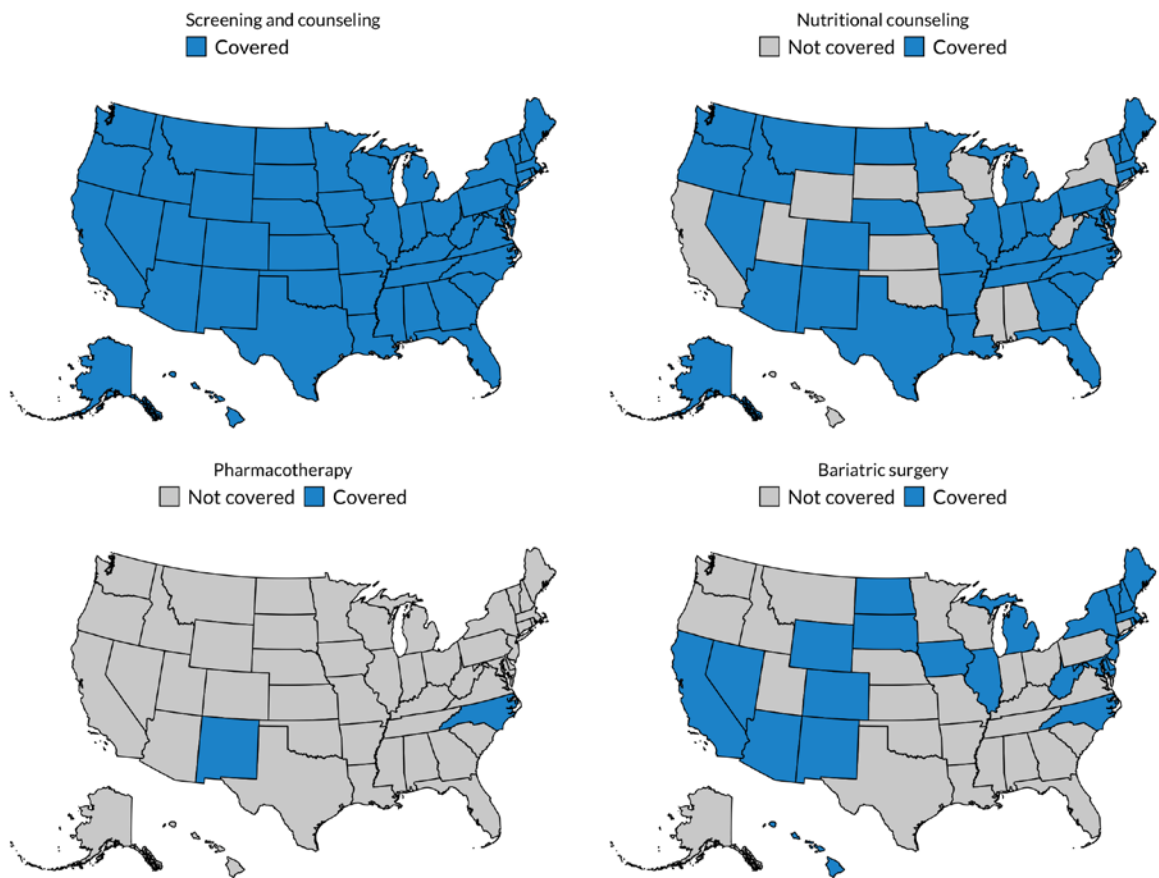 Screening and counseling
Covered
Nutritional counseling
Not covered Covered
Pharmacotherapy
Not covered Covered
Bariatric surgery
Not covered Covered